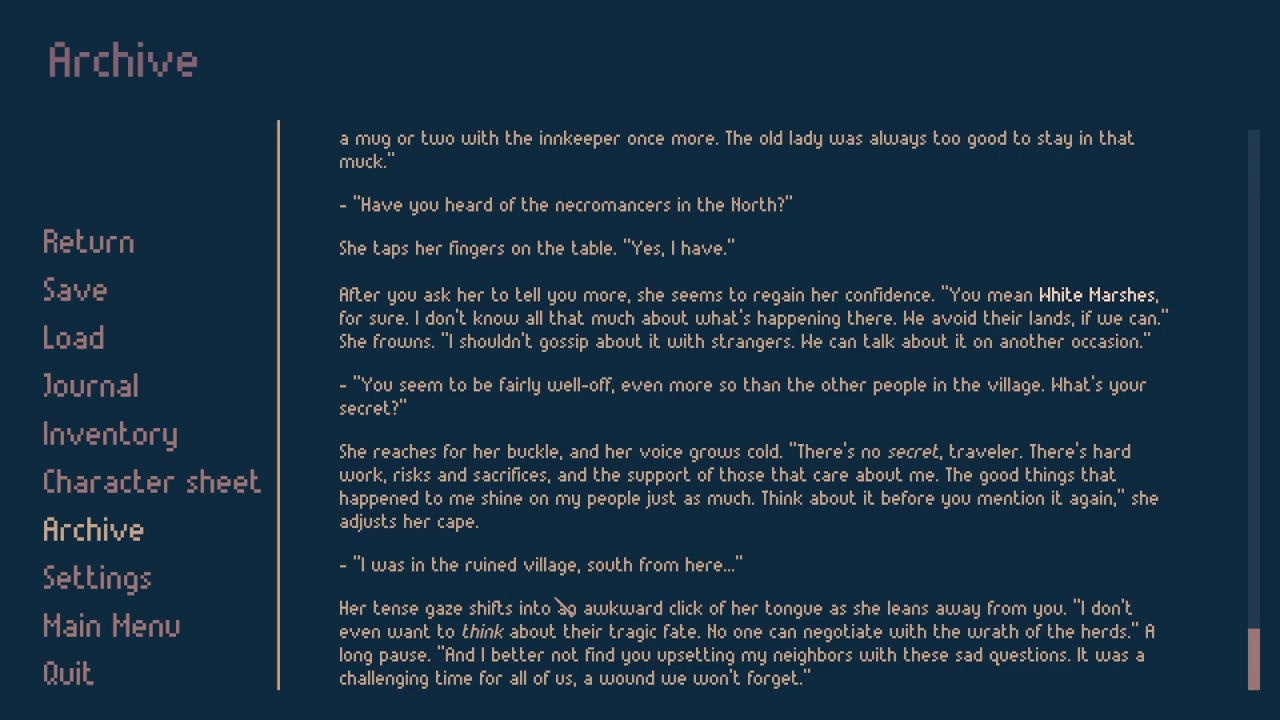 Archive
Return
Save
Load
Journal
Inventory
Character sheet
Archive
Settings
Main Menu
Quit
a mug or two with the innkeeper once more. The old lady was always too good to stay in that
muck."
- "Have you heard of the necromancers in the North?"
She taps her fingers on the table. "Yes, I have."
After you ask her to tell you more, she seems to regain her confidence. "You mean White Marshes,
for sure. I don't know all that much about what's happening there. We avoid their lands, if we can."
She frowns. "I shouldn't gossip about it with strangers. We can talk about it on another occasion."
- "You seem to be fairly well-off, even more so than the other people in the village. What's your
secret?"
She reaches for her buckle, and her voice grows cold. "There's no secret, traveler. There's hard
work, risks and sacrifices, and the support of those that care about me. The good things that
happened to me shine on my people just as much. Think about it before you mention it again," she
adjusts her cape.
- "I was in the ruined village, south from here..."
Her tense gaze shifts into awkward click of her tongue as she leans away from you. "I don't
even want to think about their tragic fate. No one can negotiate with the wrath of the herds." A
long pause. "And I better not find you upsetting my neighbors with these sad questions. It was a
challenging time for all of us, a wound we won't forget."